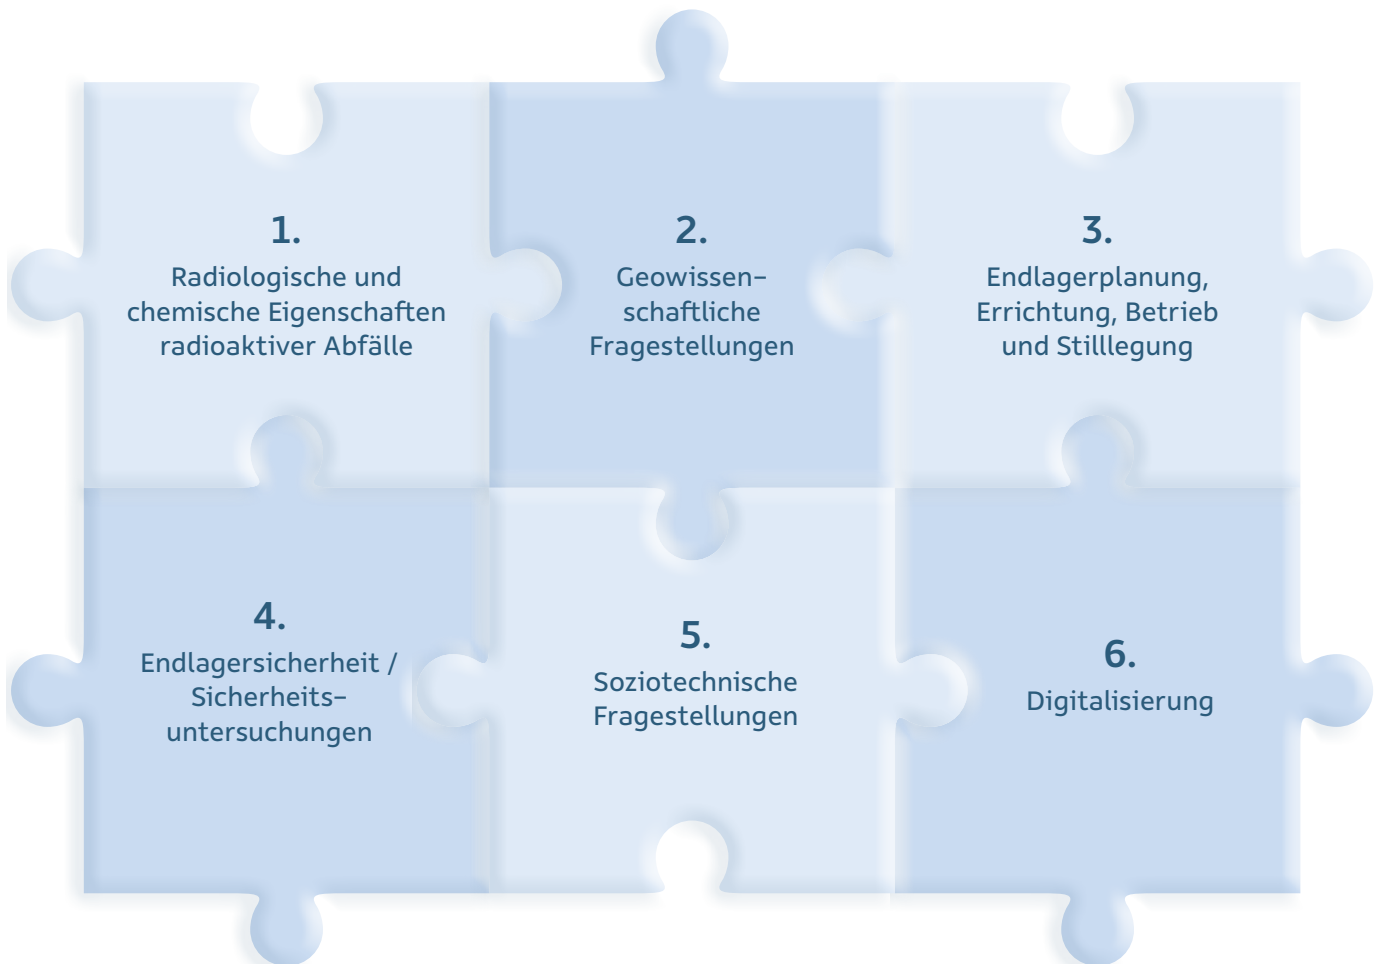 1.
Radiologische und
chemische Eigenschaften
radioaktiver Abfälle
2.
Geowissen-
schaftliche
Fragestellungen
3.
Endlagerplanung,
Errichtung, Betrieb
und Stilllegung
4.
Endlagersicherheit /
Sicherheits-
untersuchungen
5.
Soziotechnische
Fragestellungen
6.
Digitalisierung